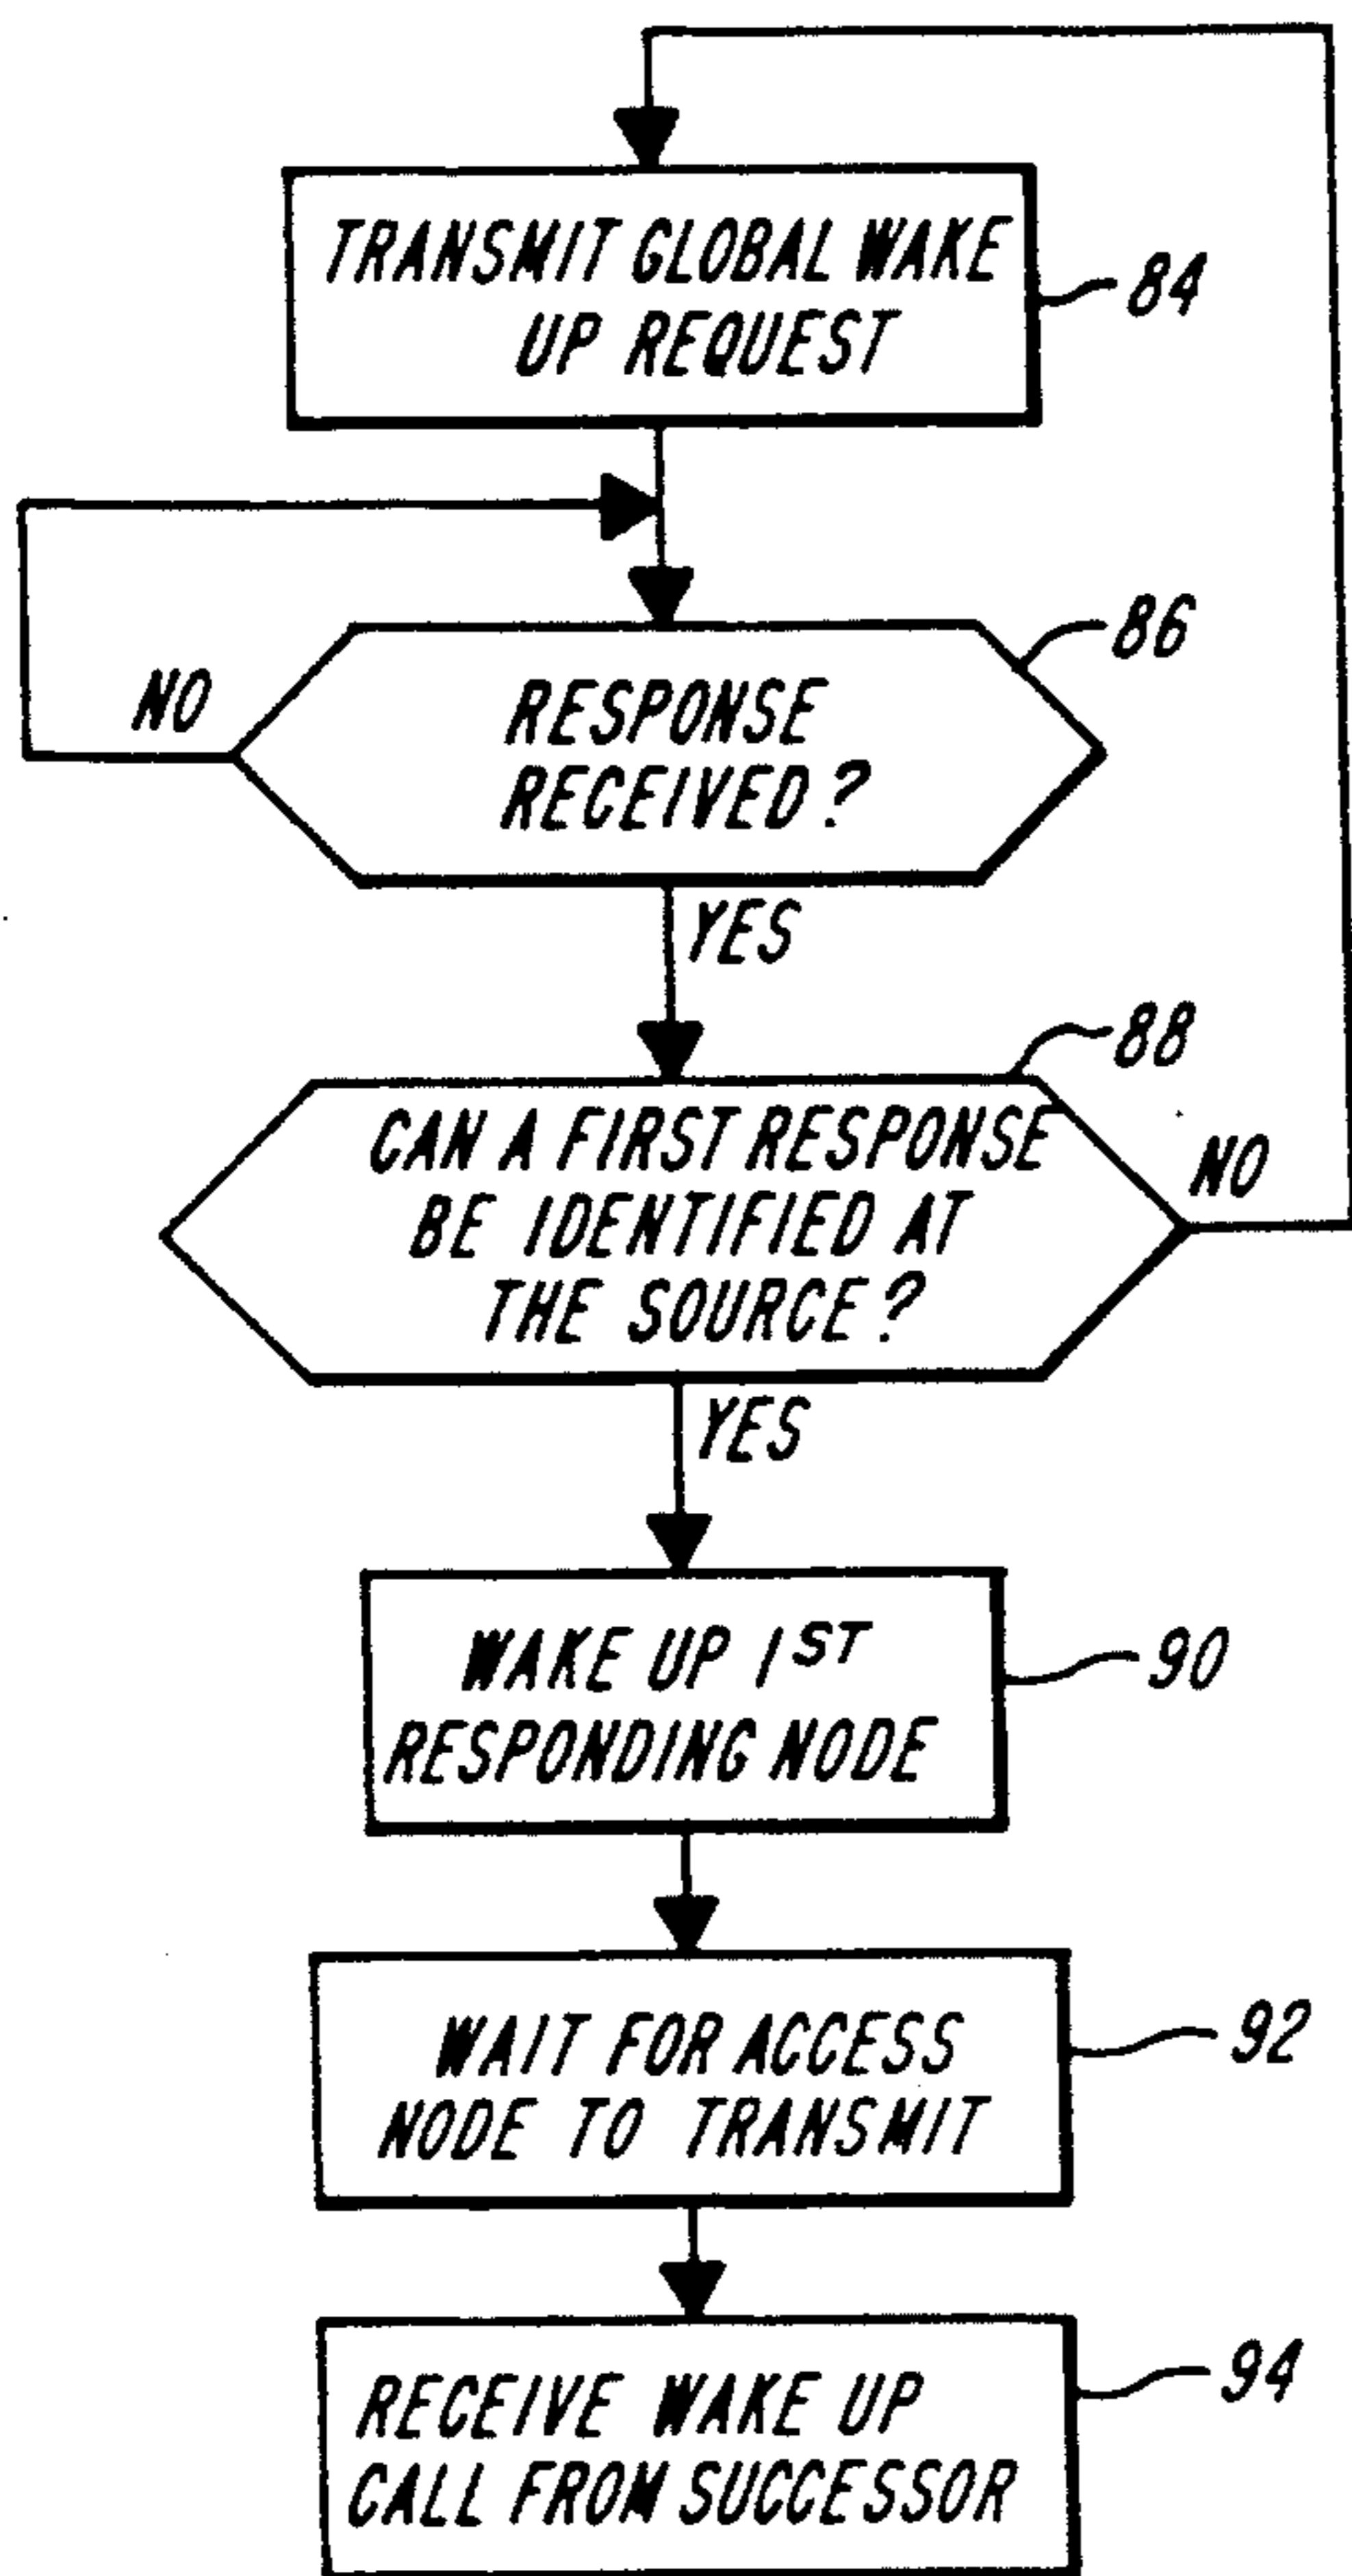 TRANSMIT GLOBAL WAKE
UP REQUEST
84
86
NO
RESPONSE
RECEIVED?
YES
88
CAN A FIRST RESPONSE
BE IDENTIFIED AT
THE SOURCE?
NO
YES
WAKE UP 1ST
RESPONDING NODE
90
WAIT FOR ACCESS
NODE TO TRANSMIT
92
RECEIVE WAKE UP
CALL FROM SUCCESSOR
94